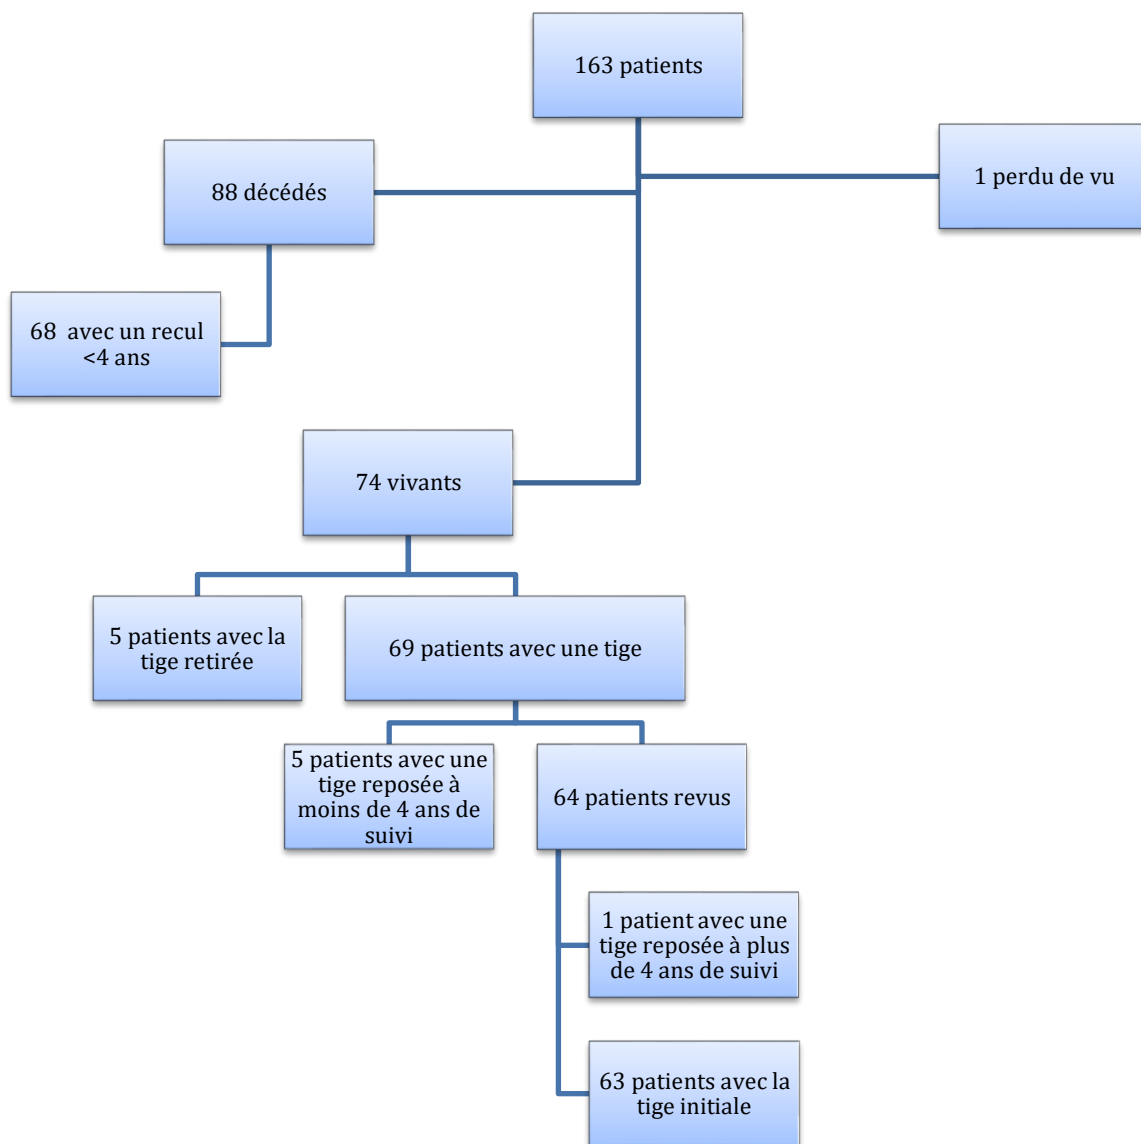 163 patients
88 décédés
1 perdu de vu
68 avec un recul
<4 ans
74 vivants
5 patients avec la
tige retirée
69 patients avec une tige
5 patients avec une
tige reposée à
moins de 4 ans de
suivi
64 patients revus
1 patient avec une
tige reposée à plus
de 4 ans de suivi
63 patients avec la
tige initiale